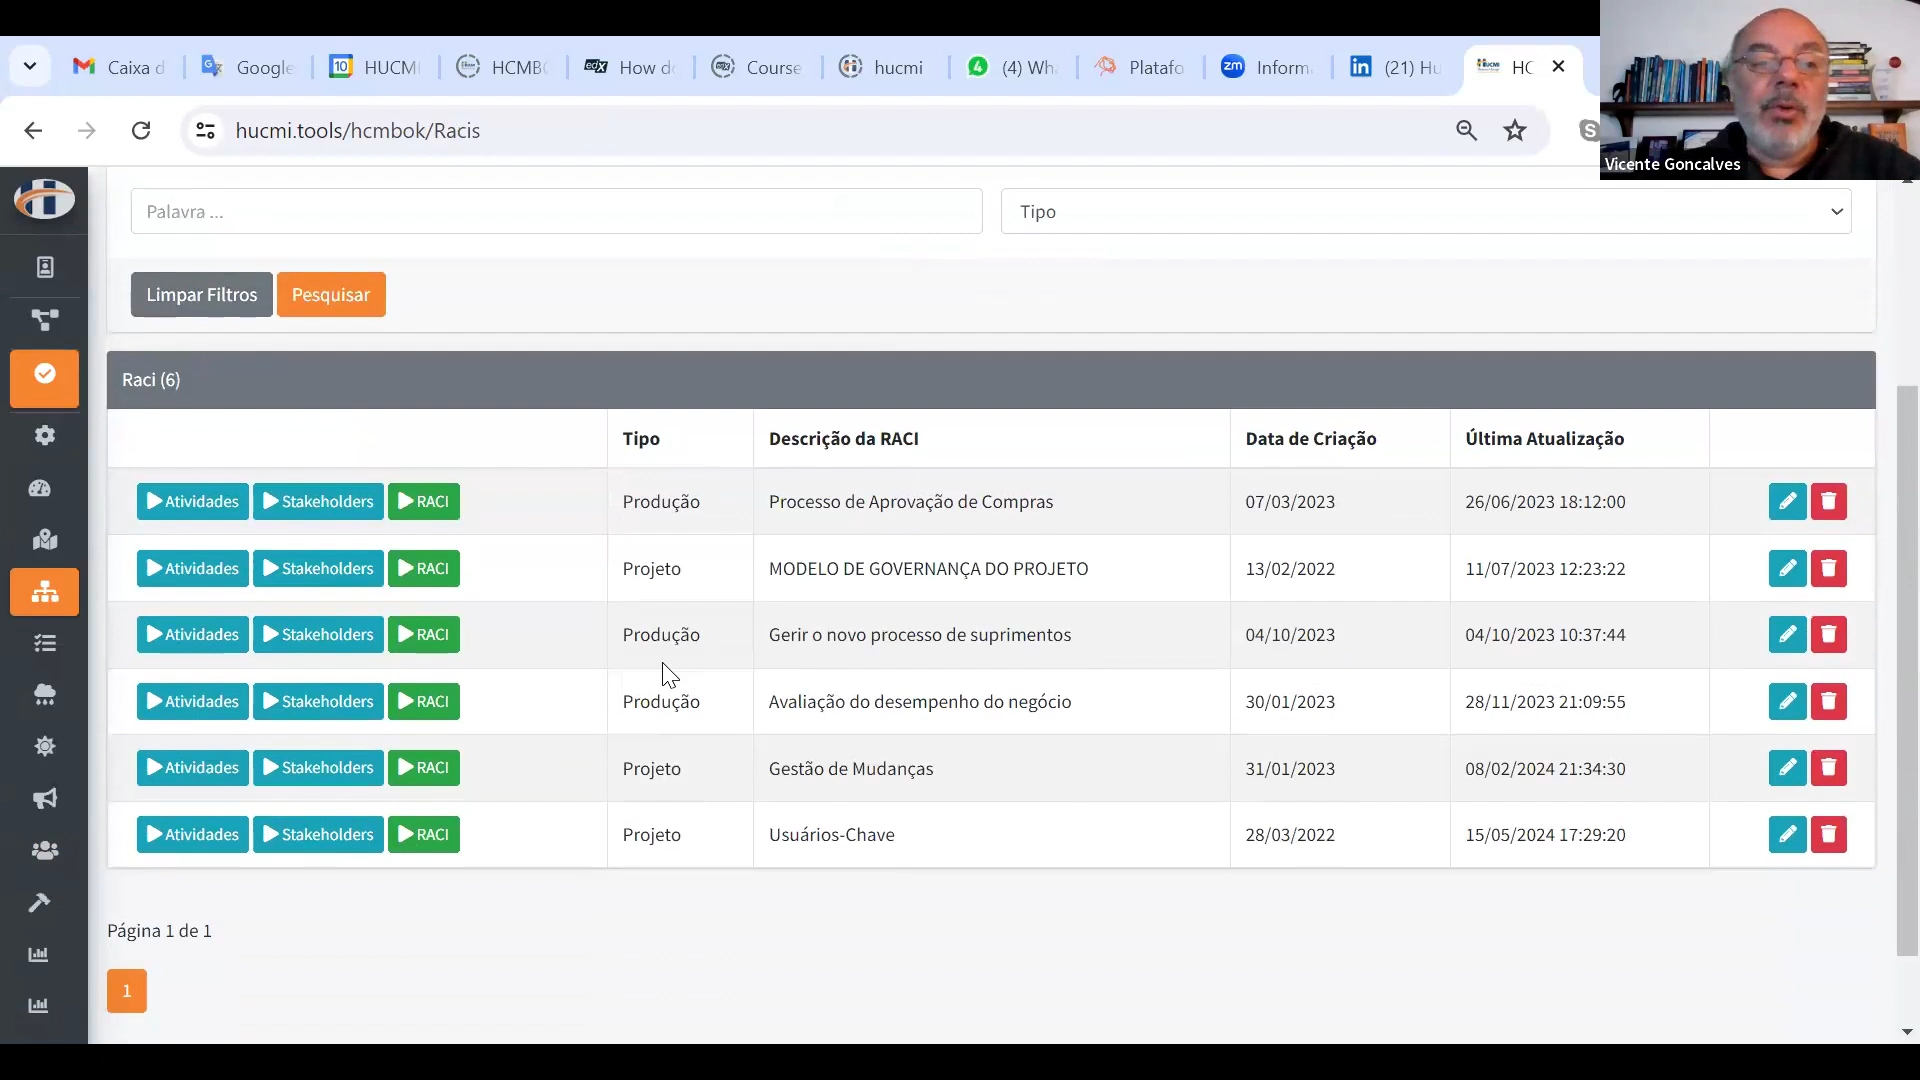 Caixa d
Google
10 HUCMI
HCMB
edX How do
Course
hucmi
4 (4) Wh
Platafo
zm Inform
in (21) Hu
HC
hucmi.tools/hcmbok/Racis
S
Vicente Goncalves
Palavra ...
Tipo
Limpar Filtros Pesquisar
Raci (6)
Tipo Descrição da RACI Data de Criação Última Atualização
Atividades Stakeholders RACI Produção Processo de Aprovação de Compras 07/03/2023 26/06/2023 18:12:00
Atividades Stakeholders RACI Projeto MODELO DE GOVERNANÇA DO PROJETO 13/02/2022 11/07/2023 12:23:22
Atividades Stakeholders RACI Produção Gerir o novo processo de suprimentos 04/10/2023 04/10/2023 10:37:44
Atividades Stakeholders RACI Produção Avaliação do desempenho do negócio 30/01/2023 28/11/2023 21:09:55
Atividades Stakeholders RACI Projeto Gestão de Mudanças 31/01/2023 08/02/2024 21:34:30
Atividades Stakeholders RACI Projeto Usuários-Chave 28/03/2022 15/05/2024 17:29:20
Página 1 de 1
1